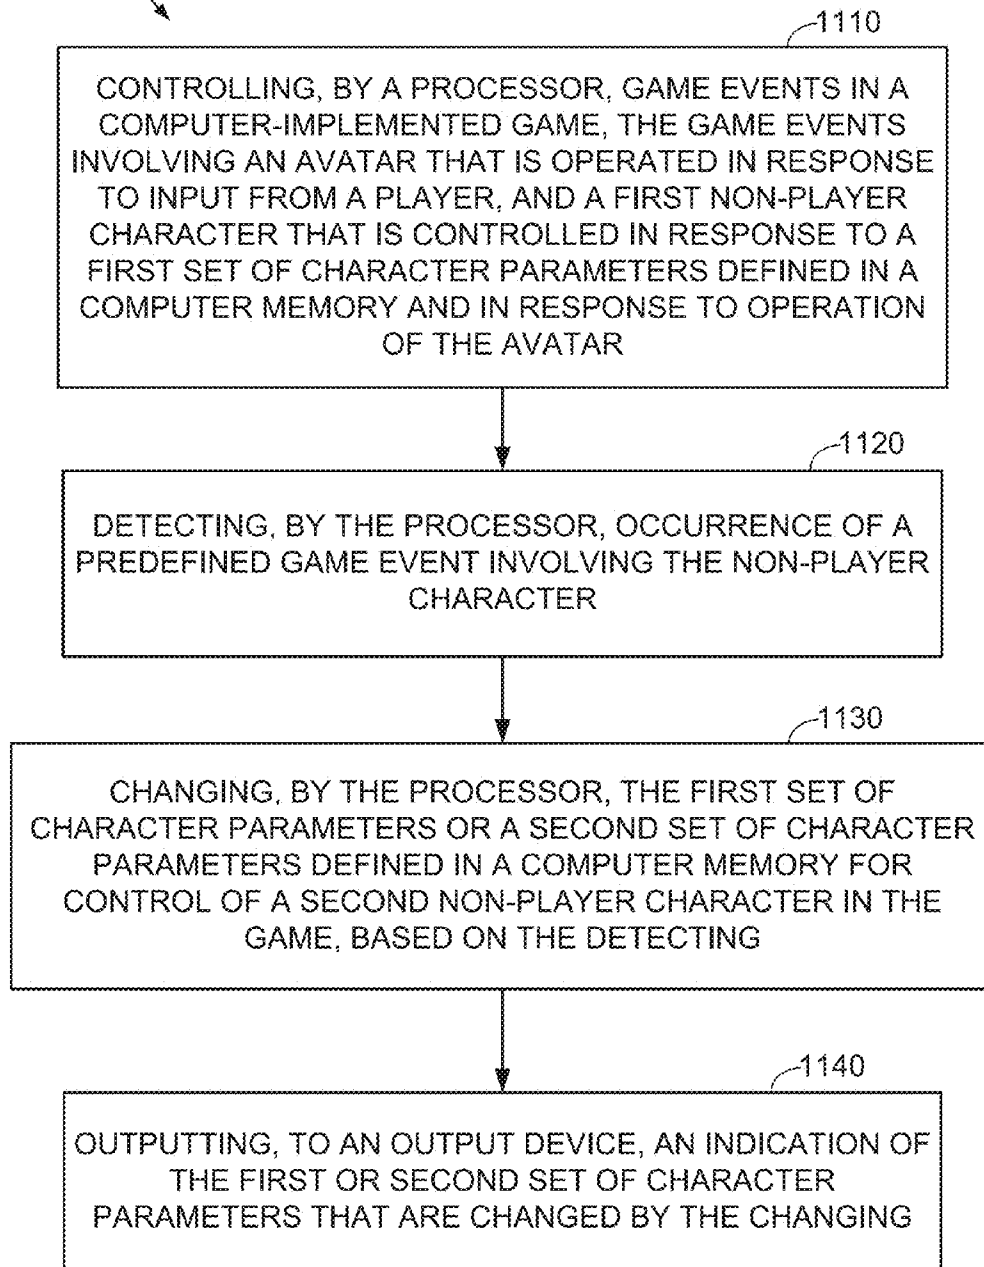 1110
CONTROLLING, BY A PROCESSOR, GAME EVENTS IN A
COMPUTER-IMPLEMENTED GAME, THE GAME EVENTS
INVOLVING AN AVATAR THAT IS OPERATED IN RESPONSE
TO INPUT FROM A PLAYER, AND A FIRST NON-PLAYER
CHARACTER THAT IS CONTROLLED IN RESPONSE TO A
FIRST SET OF CHARACTER PARAMETERS DEFINED IN A
COMPUTER MEMORY AND IN RESPONSE TO OPERATION
OF THE AVATAR
1120
DETECTING, BY THE PROCESSOR, OCCURRENCE OF A
PREDEFINED GAME EVENT INVOLVING THE NON-PLAYER
CHARACTER
1130
CHANGING, BY THE PROCESSOR, THE FIRST SET OF
CHARACTER PARAMETERS OR A SECOND SET OF CHARACTER
PARAMETERS DEFINED IN A COMPUTER MEMORY FOR
CONTROL OF A SECOND NON-PLAYER CHARACTER IN THE
GAME, BASED ON THE DETECTING
1140
OUTPUTTING, TO AN OUTPUT DEVICE, AN INDICATION OF
THE FIRST OR SECOND SET OF CHARACTER
PARAMETERS THAT ARE CHANGED BY THE CHANGING